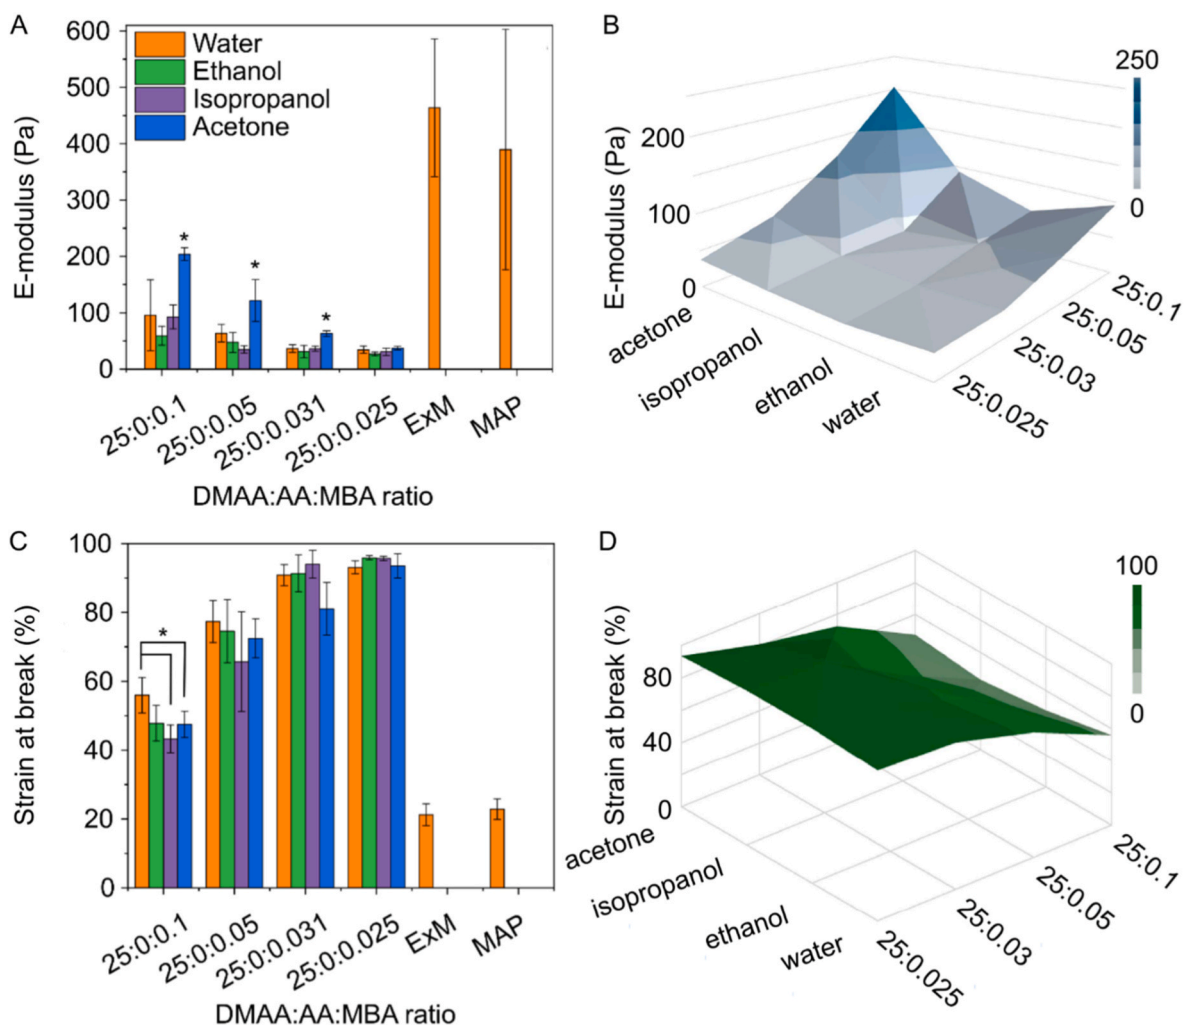 A
E-modulus (Pa)
600
500
400
300
200
100
0
Water
Ethanol
Isopropanol
Acetone
*
*
*
25:0:0.1
25:0:0.05
25:0:0.031
25:0:0.025
ExM
MAP
DMAA:AA:MBA ratio
B
E-modulus (Pa)
200
100
0
250
0
acetone
isopropanol
ethanol
water
25:0.1
25:0.05
25:0.03
25:0.025
C
Strain at break (%)
100
80
60
40
20
0
*
25:0:0.1
25:0:0.05
25:0:0.031
25:0:0.025
ExM
MAP
DMAA:AA:MBA ratio
D
Strain at break (%)
80
40
0
100
0
acetone
isopropanol
ethanol
water
25:0.1
25:0.05
25:0.03
25:0.025